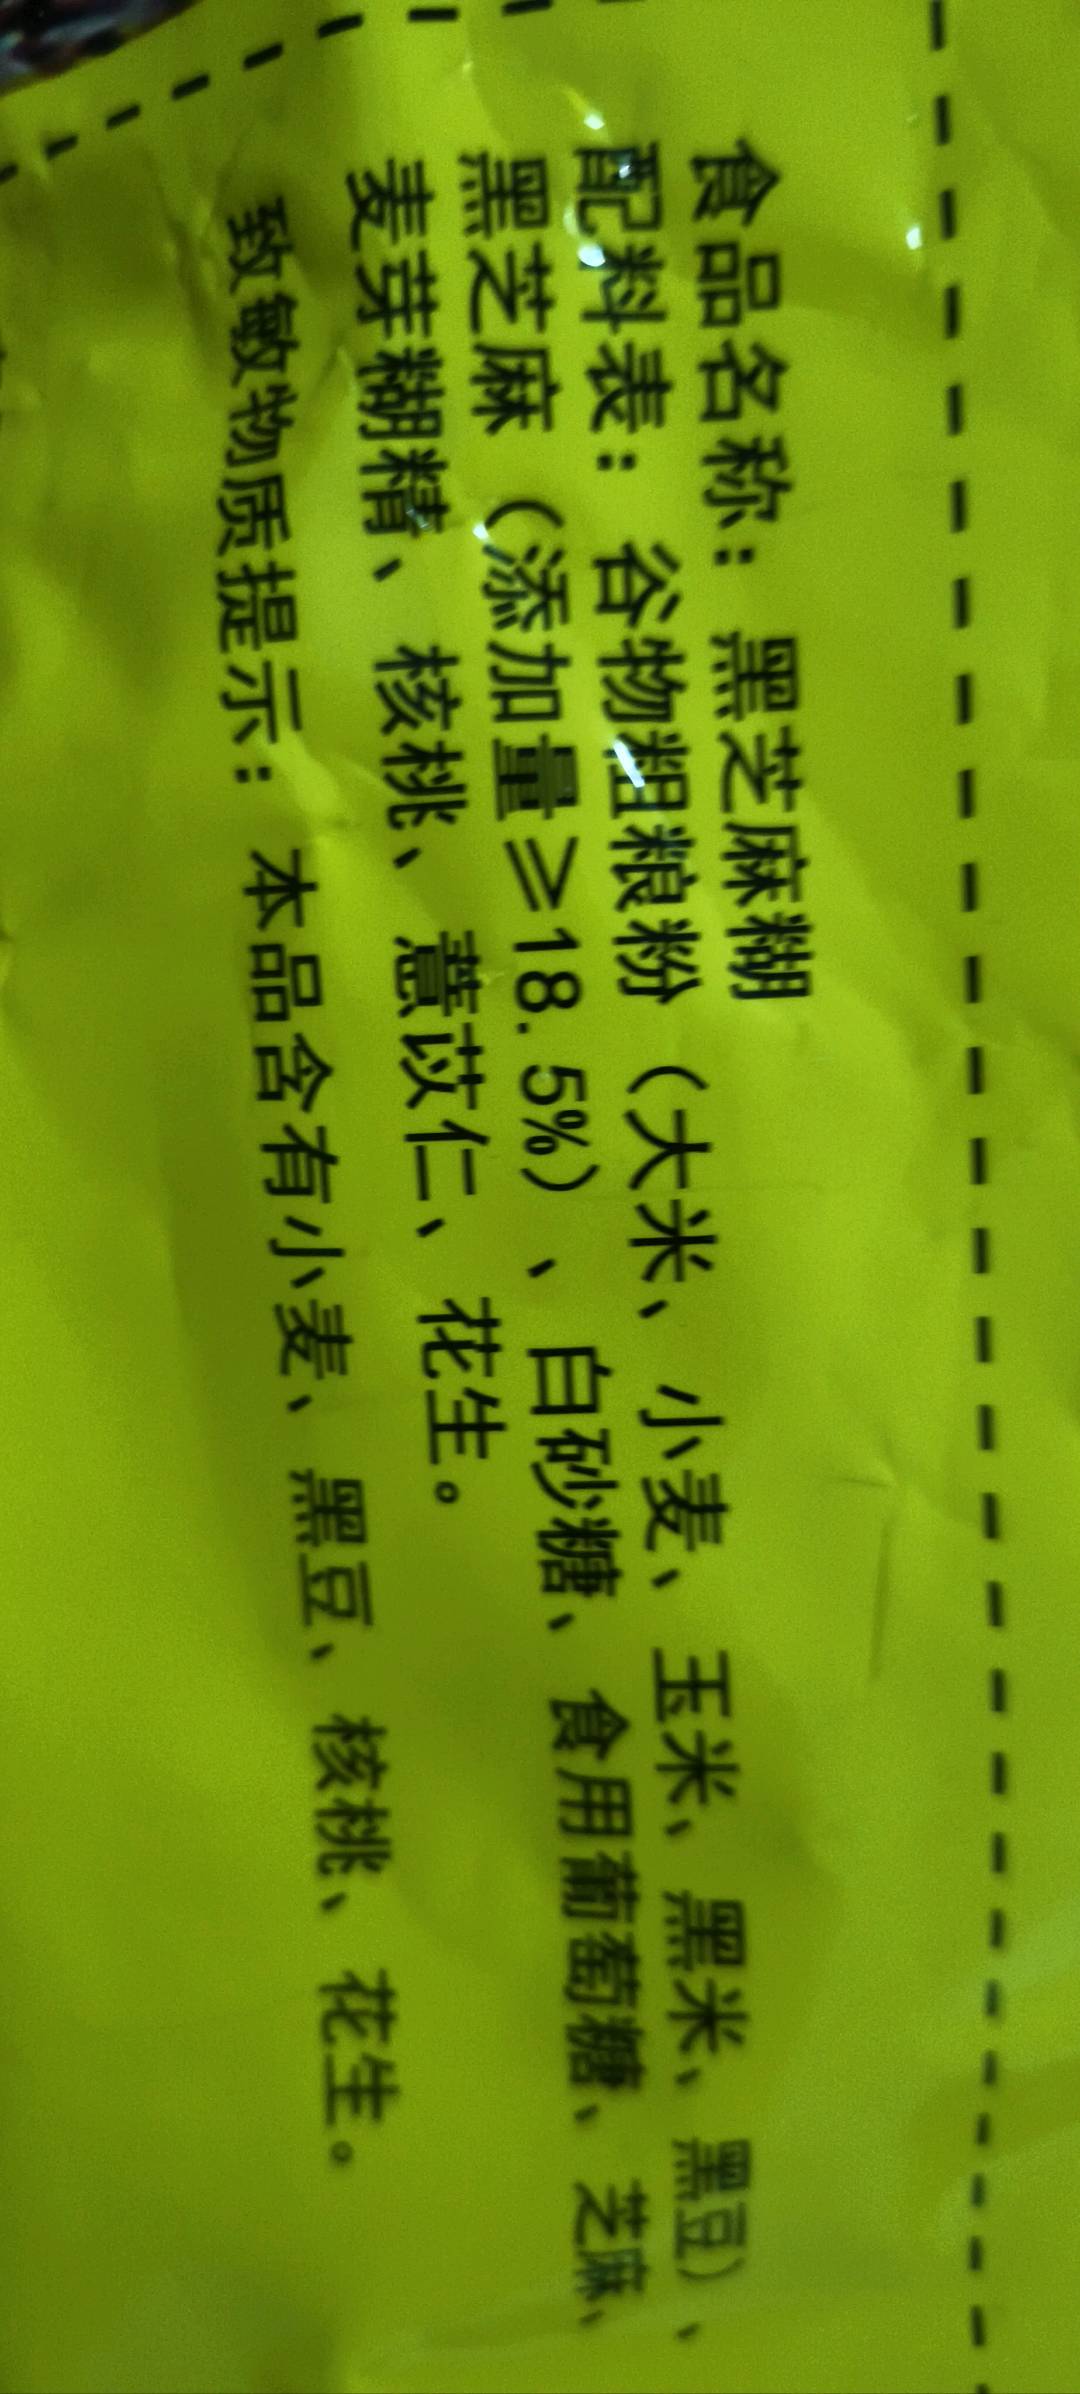 食品名称：黑芝麻糊
配料表：谷物粗粮粉（大米、小麦、玉米、黑米、黑豆）、
黑芝麻（添加量≥18.5%）、白砂糖、食用葡萄糖、芝麻、
麦芽糊精、核桃、薏苡仁、花生。
致敏物质提示：本品含有小麦、黑豆、核桃、花生。